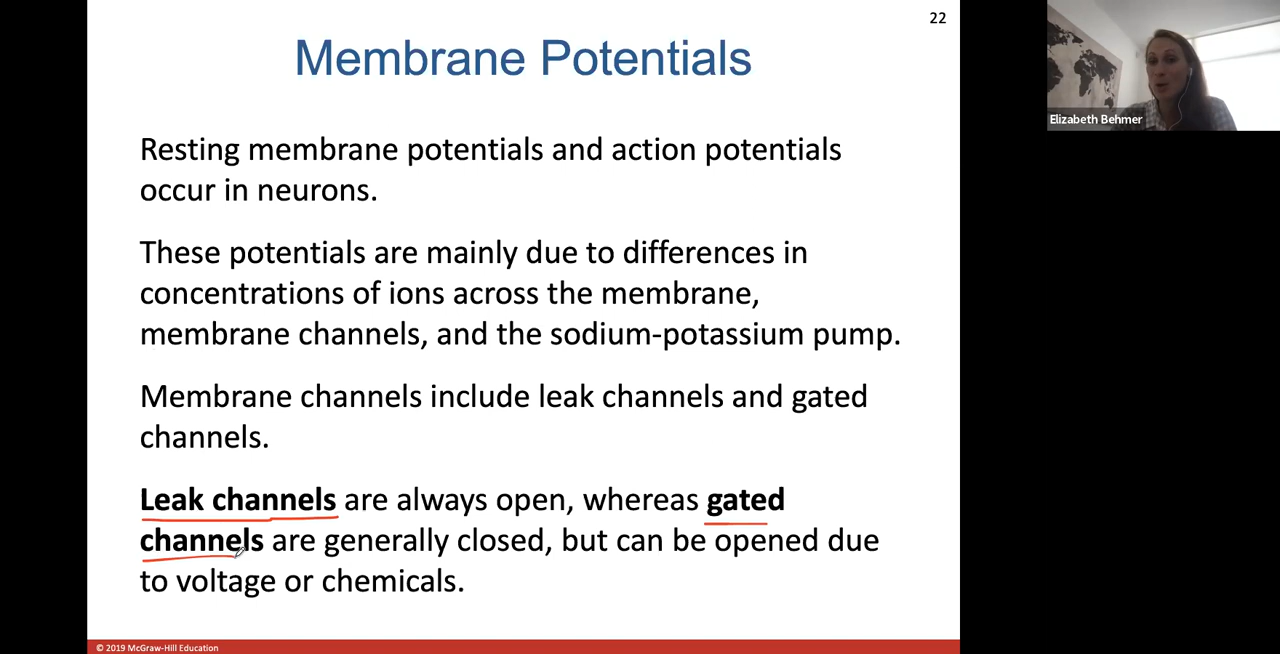 22
Membrane Potentials
Elizabeth Behmer
Resting membrane potentials and action potentials
occur in neurons.
These potentials are mainly due to differences in
concentrations of ions across the membrane,
membrane channels, and the sodium-potassium pump.
Membrane channels include leak channels and gated
channels.
Leak channels are always open, whereas gated
channels are generally closed, but can be opened due
to voltage or chemicals.
© 2019 McGraw-Hill Education